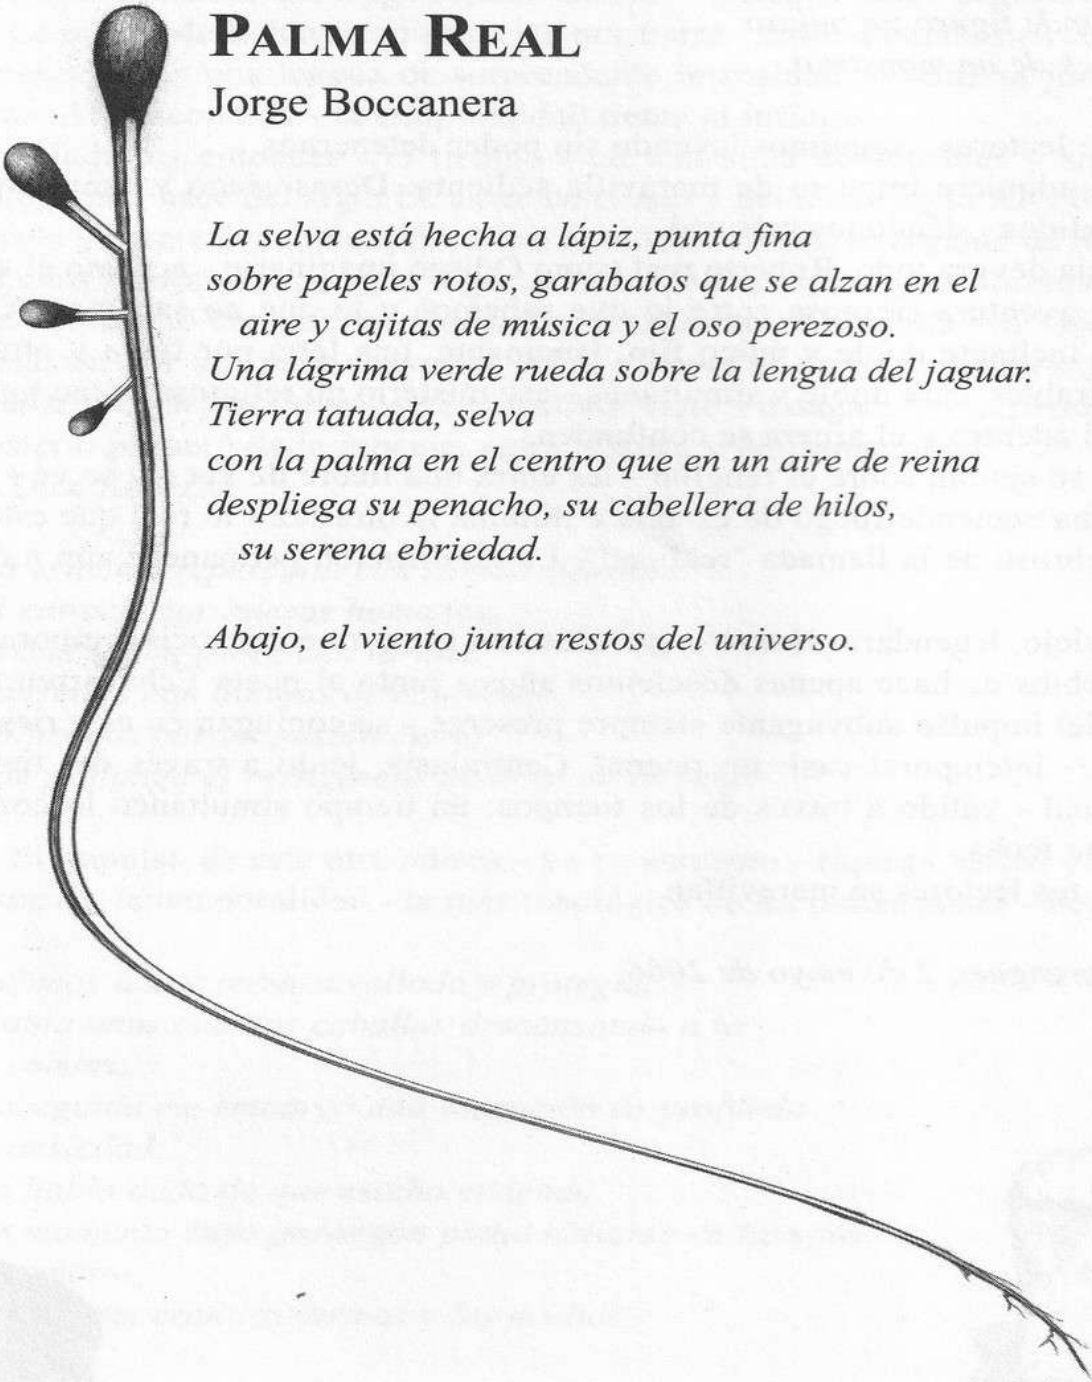 PALMA REAL
Jorge Boccanera
La selva está hecha a lápiz, punta fina
sobre papeles rotos, garabatos que se alzan en el
aire y cajitas de música y el oso perezoso.
Una lágrima verde rueda sobre la lengua del jaguar.
Tierra tatuada, selva
con la palma en el centro que en un aire de reina
despliega su penacho, su cabellera de hilos,
su serena ebriedad.
Abajo, el viento junta restos del universo.